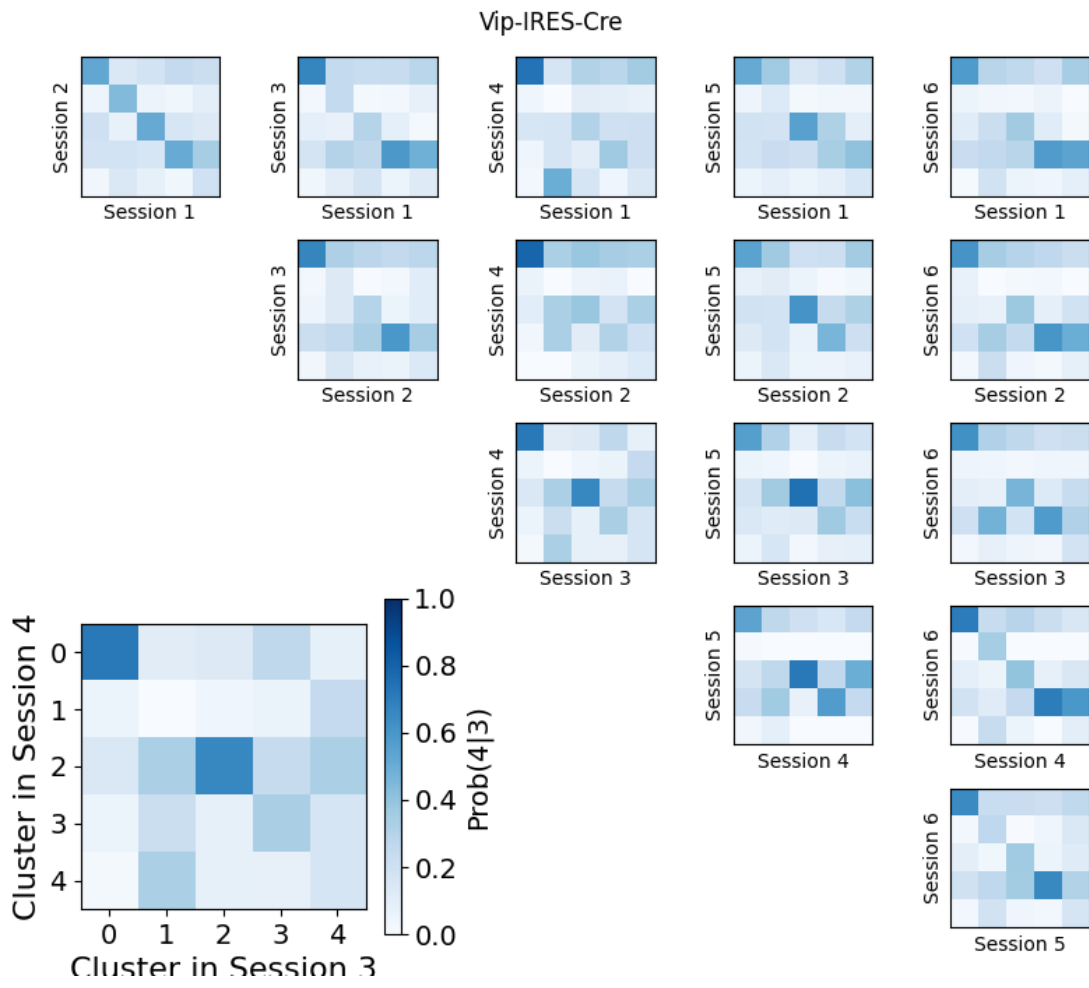 Vip-IRES-Cre
Session 2
Session 1
Session 3
Session 1
Session 4
Session 1
Session 5
Session 1
Session 6
Session 1
Session 3
Session 2
Session 4
Session 2
Session 5
Session 2
Session 6
Session 2
Session 4
Session 3
Session 5
Session 3
Session 6
Session 3
Session 5
Session 4
Session 6
Session 4
Session 6
Session 5
Cluster in Session 4
0
1
2
3
4
0 1 2 3 4
Cluster in Session 3
1.0
0.8
0.6
0.4
0.2
0.0
Prob(4|3)